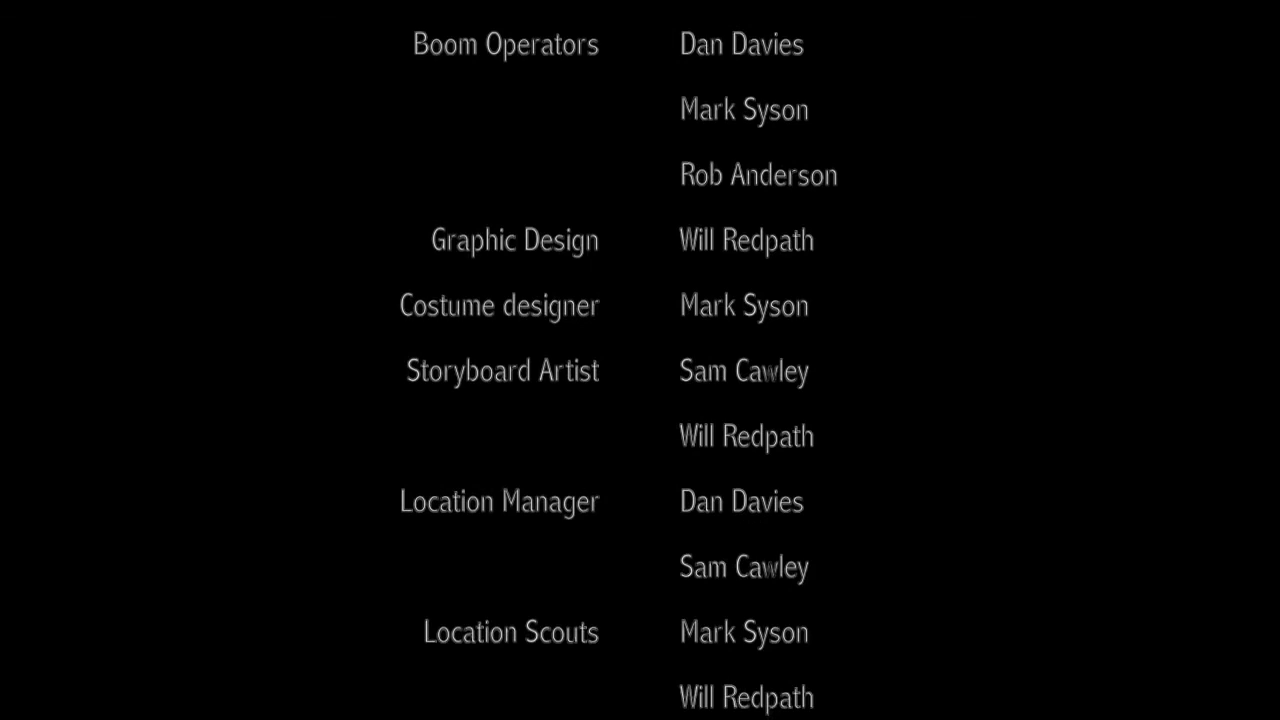 Boom Operators Dan Davies
Mark Syson
Rob Anderson
Graphic Design Will Redpath
Costume designer Mark Syson
Storyboard Artist Sam Cawley
Will Redpath
Location Manager Dan Davies
Sam Cawley
Location Scouts Mark Syson
Will Redpath